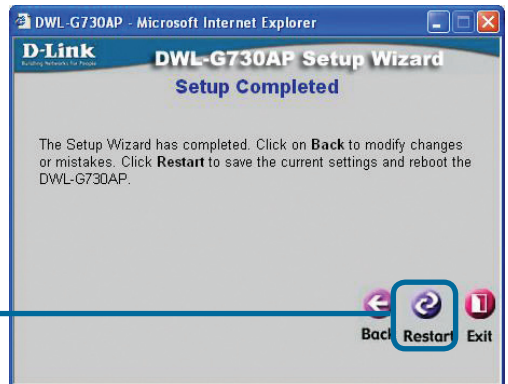 DWL-G730AP - Microsoft Internet Explorer
D-Link
Building Networks for People
DWL-G730AP Setup Wizard
Setup Completed
The Setup Wizard has completed. Click on Back to modify changes
or mistakes. Click Restart to save the current settings and reboot the
DWL-G730AP.
Back Restart Exit